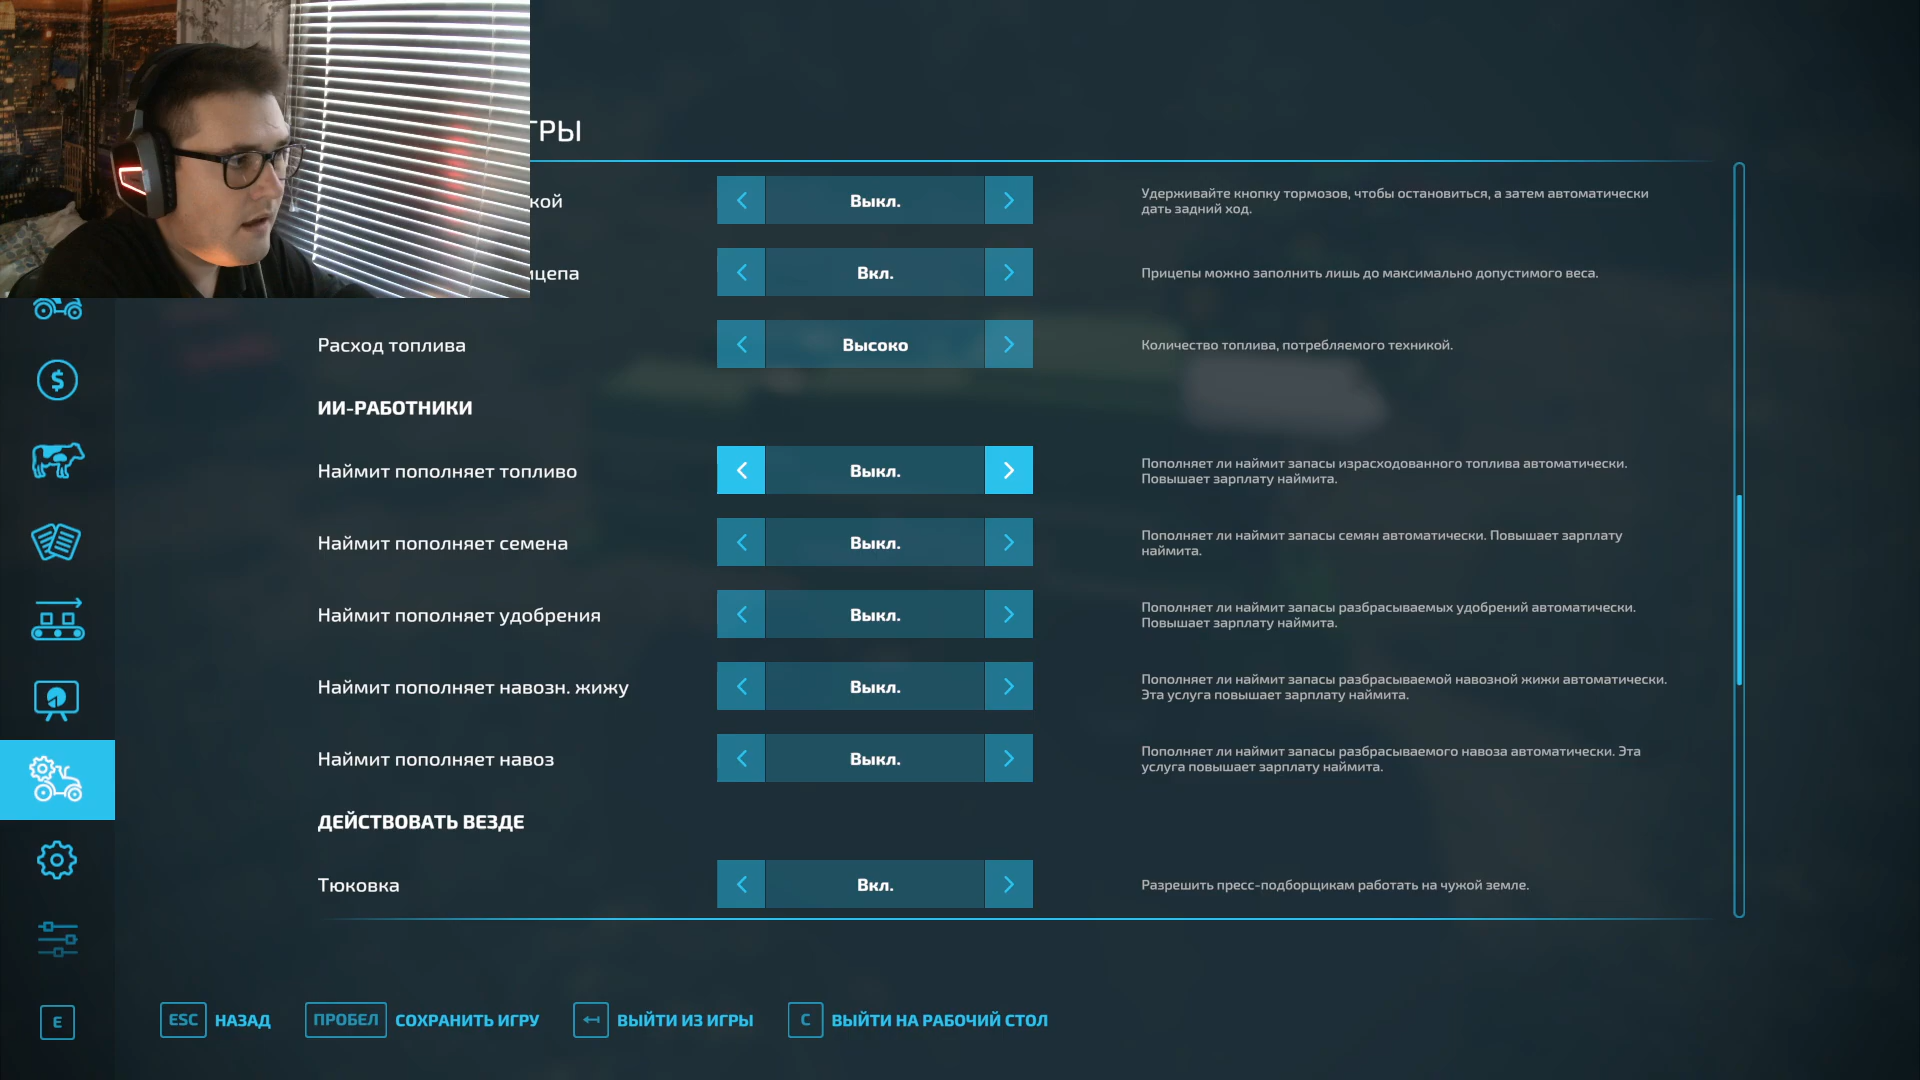 ГРЫ
кой
Выкл.
Удерживайте кнопку тормозов, чтобы остановиться, а затем автоматически
дать задний ход.
цепа
Вкл.
Прицепы можно заполнить лишь до максимально допустимого веса.
Расход топлива
Высоко
Количество топлива, потребляемого техникой.
ИИ-РАБОТНИКИ
Наймит пополняет топливо
Выкл.
Пополняет ли наймит запасы израсходованного топлива автоматически.
Повышает зарплату наймита.
Наймит пополняет семена
Выкл.
Пополняет ли наймит запасы семян автоматически. Повышает зарплату
наймита.
Наймит пополняет удобрения
Выкл.
Пополняет ли наймит запасы разбрасываемых удобрений автоматически.
Повышает зарплату наймита.
Наймит пополняет навозн. жижу
Выкл.
Пополняет ли наймит запасы разбрасываемой навозной жижи автоматически.
Эта услуга повышает зарплату наймита.
Наймит пополняет навоз
Выкл.
Пополняет ли наймит запасы разбрасываемого навоза автоматически. Эта
услуга повышает зарплату наймита.
ДЕЙСТВОВАТЬ ВЕЗДЕ
Тюковка
Вкл.
Разрешить пресс-подборщикам работать на чужой земле.
E
ESC НАЗАД ПРОБЕЛ СОХРАНИТЬ ИГРУ ВЫЙТИ ИЗ ИГРЫ C ВЫЙТИ НА РАБОЧИЙ СТОЛ